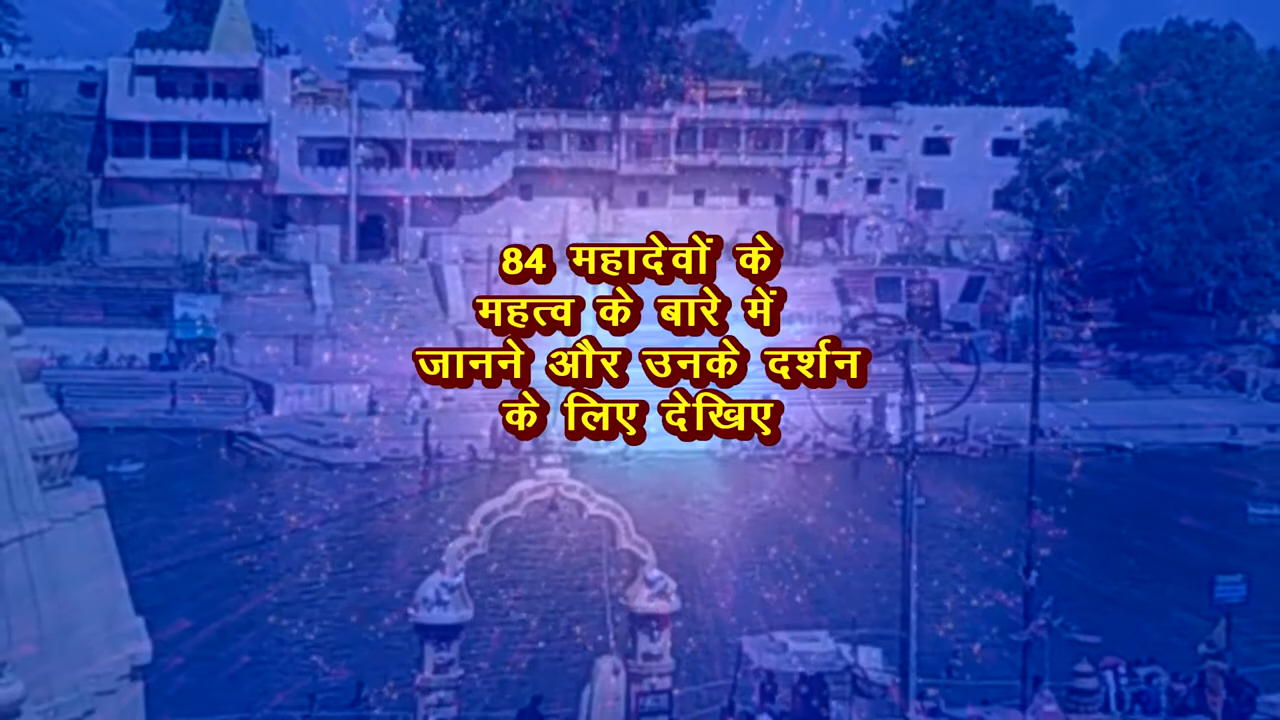 84 महादेवों के
महत्व के बारे में
जानने और उनके दर्शन
के लिए देखिए